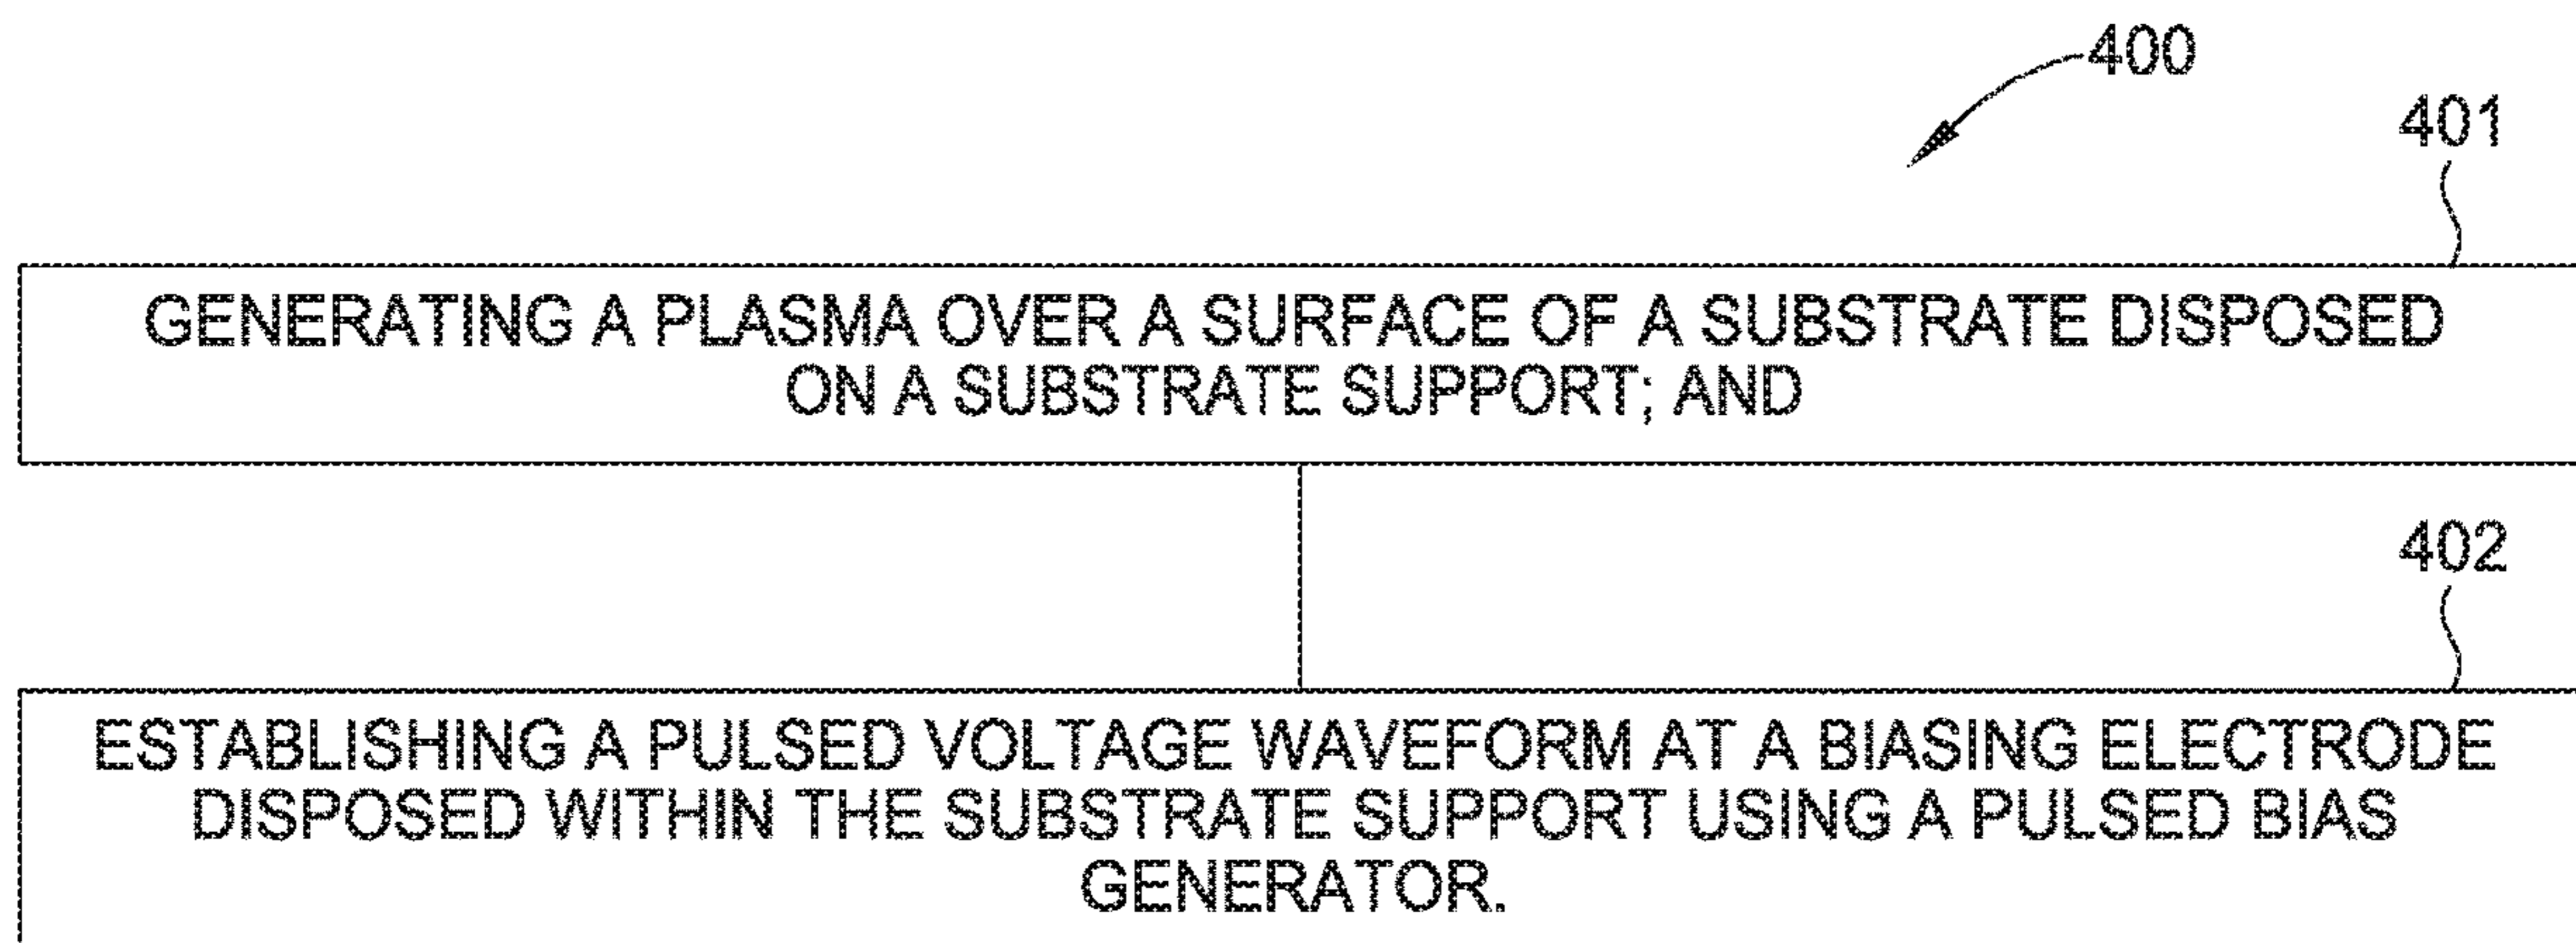 400
401
GENERATING A PLASMA OVER A SURFACE OF A SUBSTRATE DISPOSED
ON A SUBSTRATE SUPPORT; AND
402
ESTABLISHING A PULSED VOLTAGE WAVEFORM AT A BIASING ELECTRODE
DISPOSED WITHIN THE SUBSTRATE SUPPORT USING A PULSED BIAS
GENERATOR.